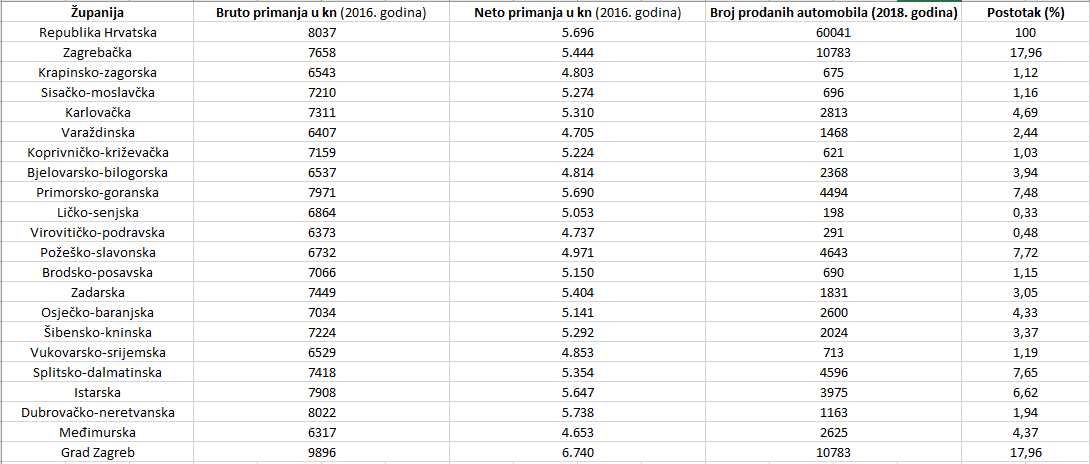 Županija Bruto primanja u kn (2016. godina) Neto primanja u kn (2016. godina) Broj prodanih automobila (2018. godina) Postotak (%)
Republika Hrvatska 8037 5.696 60041 100
Zagrebačka 7658 5.444 10783 17,96
Krapinsko-zagorska 6543 4.803 675 1,12
Sisačko-moslavčka 7210 5.274 696 1,16
Karlovačka 7311 5.310 2813 4,69
Varaždinska 6407 4.705 1468 2,44
Koprivničko-križevačka 7159 5.224 621 1,03
Bjelovarsko-bilogorska 6537 4.814 2368 3,94
Primorsko-goranska 7971 5.690 4494 7,48
Ličko-senjska 6864 5.053 198 0,33
Virovitičko-podravska 6373 4.737 291 0,48
Požeško-slavonska 6732 4.971 4643 7,72
Brodsko-posavska 7066 5.150 690 1,15
Zadarska 7449 5.404 1831 3,05
Osječko-baranjska 7034 5.141 2600 4,33
Šibensko-kninska 7224 5.292 2024 3,37
Vukovarsko-srijemska 6529 4.853 713 1,19
Splitsko-dalmatinska 7418 5.354 4596 7,65
Istarska 7908 5.647 3975 6,62
Dubrovačko-neretvanska 8022 5.738 1163 1,94
Međimurska 6317 4.653 2625 4,37
Grad Zagreb 9896 6.740 10783 17,96